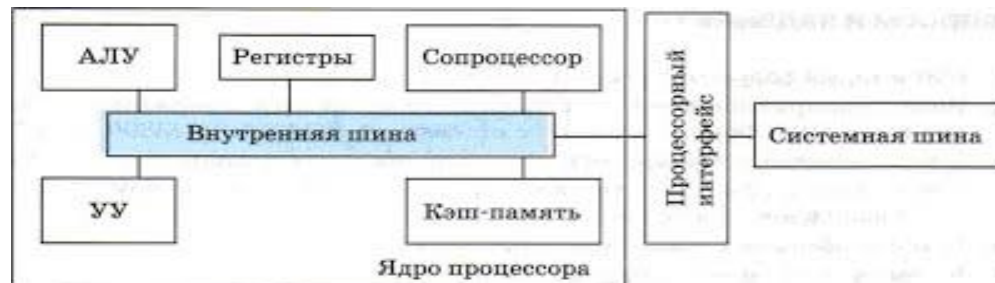 АЛУ
Регистры
Сопроцессор
Внутренняя шина
Процессорный
интерфейс
Системная шина
УУ
Кэш-память
Ядро процессора